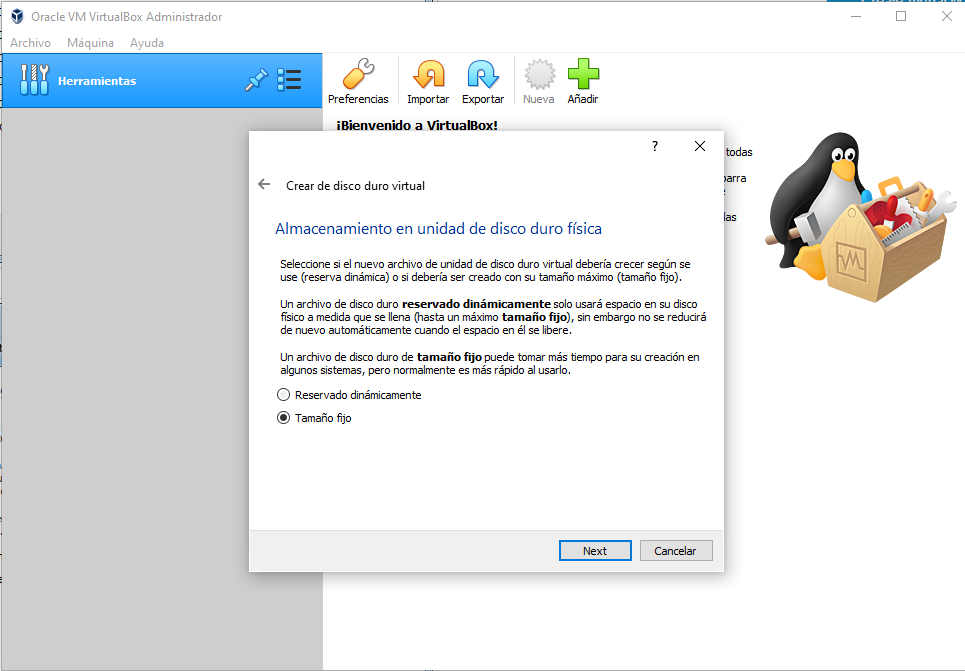 Oracle VM VirtualBox Administrador
Archivo Máquina Ayuda
Herramientas
Preferencias Importar Exportar Nueva Añadir
¡Bienvenido a VirtualBox!
todas
?
Crear de disco duro virtual
Almacenamiento en unidad de disco duro física
Seleccione si el nuevo archivo de unidad de disco duro virtual debería crecer según se
use (reserva dinámica) o si debería ser creado con su tamaño máximo (tamaño fijo).
Un archivo de disco duro reservado dinámicamente solo usará espacio en su disco
físico a medida que se llena (hasta un máximo tamaño fijo), sin embargo no se reducirá
de nuevo automáticamente cuando el espacio en él se libere.
Un archivo de disco duro de tamaño fijo puede tomar más tiempo para su creación en
algunos sistemas, pero normalmente es más rápido al usarlo.
Reservado dinámicamente
Tamaño fijo
Next Cancelar